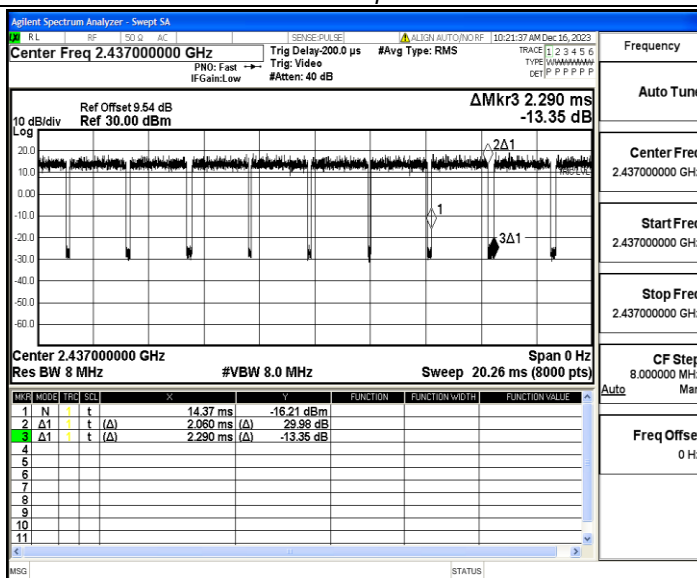 Agilent Spectrum Analyzer - Swept SA
RL RF 50 Ω AC SENSE:PULSE ALIGN AUTO/NO RF 10:21:37 AM Dec 16, 2023
Center Freq 2.437000000 GHz
PNO: Fast
IFGain:Low
Trig Delay-200.0 µs
Trig: Video
#Atten: 40 dB
#Avg Type: RMS
TRACE 1 2 3 4 5 6
TYPE WWWWWW
DET P P P P P P
Ref Offset 9.54 dB
10 dB/div Ref 30.00 dBm
Log
ΔMkr3 2.290 ms
-13.35 dB
20.0
10.0
0.00
-10.0
-20.0
-30.0
-40.0
-50.0
-60.0
2Δ1
TRIG LVL
1
3Δ1
Center 2.437000000 GHz Span 0 Hz
Res BW 8 MHz #VBW 8.0 MHz Sweep 20.26 ms (8000 pts)
MKR MODE TRC SCL X Y FUNCTION FUNCTION WIDTH FUNCTION VALUE
1 N 1 t 14.37 ms -16.21 dBm
2 Δ1 1 t (Δ) 2.060 ms (Δ) 29.98 dB
3 Δ1 1 t (Δ) 2.290 ms (Δ) -13.35 dB
4
5
6
7
8
9
10
11
MSG STATUS
Frequency
Auto Tune
Center Freq
2.437000000 GHz
Start Freq
2.437000000 GHz
Stop Freq
2.437000000 GHz
CF Step
8.000000 MHz
Auto Man
Freq Offset
0 Hz